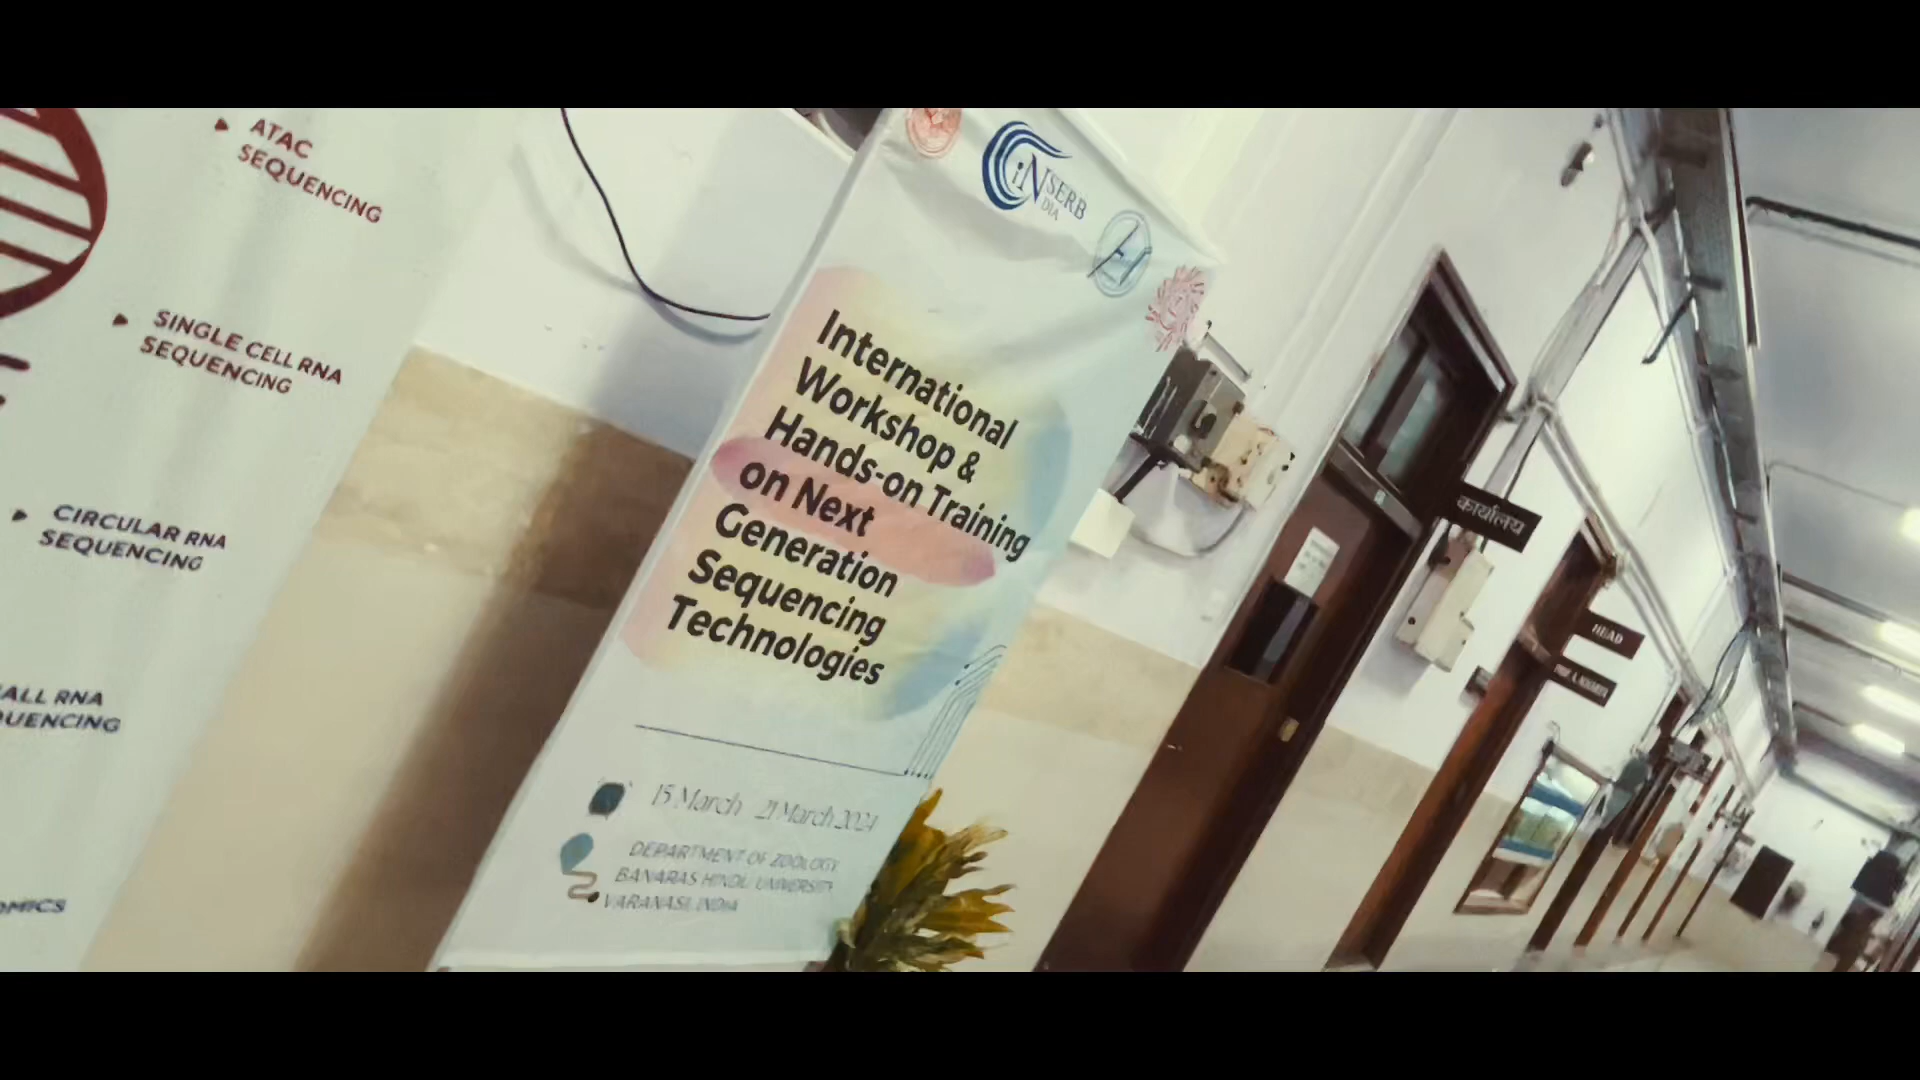 ATAC
SEQUENCING
SINGLE CELL RNA
SEQUENCING
CIRCULAR RNA
SEQUENCING
ALL RNA
QUENCING
OMICS
SERB
INDIA
International
Workshop &
Hands-on Training
on Next
Generation
Sequencing
Technologies
15 March 21 March 2024
DEPARTMENT OF ZOOLOGY
BANARAS HINDU UNIVERSITY
VARANASI, INDIA
कार्यालय
HEAD